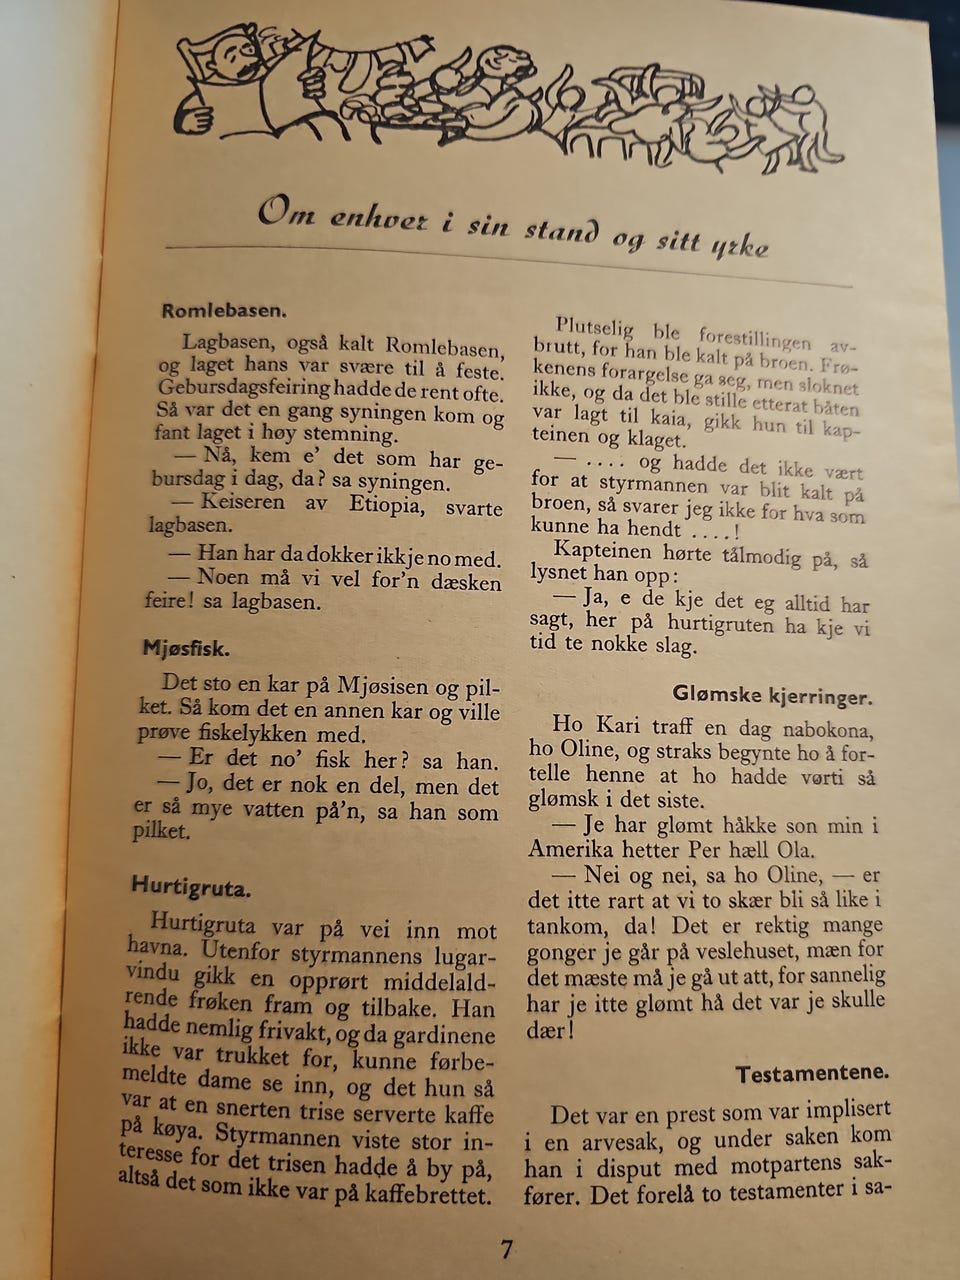 Om enhver i sin stand og sitt yrke
Romlebasen.
Lagbasen, også kalt Romlebasen,
og laget hans var svære til å feste.
Gebursdagsfeiring hadde de rent ofte.
Så var det en gang syningen kom og
fant laget i høy stemning.
— Nå, kem e' det som har ge-
bursdag i dag, da? sa syningen.
— Keiseren av Etiopia, svarte
lagbasen.
— Han har da dokker ikkje no med.
— Noen må vi vel for'n dæsken
feire! sa lagbasen.
Mjøsfisk.
Det sto en kar på Mjøsisen og pil-
ket. Så kom det en annen kar og ville
prøve fiskelykken med.
— Er det no' fisk her? sa han.
— Jo, det er nok en del, men det
er så mye vatten på'n, sa han som
pilket.
Hurtigruta.
Hurtigruta var på vei inn mot
havna. Utenfor styrmannens lugar-
vindu gikk en opprørt middelald-
rende frøken fram og tilbake. Han
hadde nemlig frivakt, og da gardinene
ikke var trukket for, kunne førbe-
meldte dame se inn, og det hun så
var at en snerten trise serverte kaffe
på køya. Styrmannen viste stor in-
teresse for det trisen hadde å by på,
altså det som ikke var på kaffebrettet.
Plutselig ble forestillingen av-
brutt, for han ble kalt på broen. Frø-
kenens forargelse ga seg, men sloknet
ikke, og da det ble stille etterat båten
var lagt til kaia, gikk hun til kap-
teinen og klaget.
— .... og hadde det ikke vært
for at styrmannen var blit kalt på
broen, så svarer jeg ikke for hva som
kunne ha hendt ....!
Kapteinen hørte tålmodig på, så
lysnet han opp:
— Ja, e de kje det eg alltid har
sagt, her på hurtigruten ha kje vi
tid te nokke slag.
Glømske kjerringer.
Ho Kari traff en dag nabokona,
ho Oline, og straks begynte ho å for-
telle henne at ho hadde vørti så
glømsk i det siste.
— Je har glømt håkke son min i
Amerika hetter Per hæll Ola.
— Nei og nei, sa ho Oline, — er
det itte rart at vi to skær bli så like i
tankom, da! Det er rektig mange
gonger je går på veslehuset, mæn for
det mæste må je gå ut att, for sannelig
har je itte glømt hå det var je skulle
dær!
Testamentene.
Det var en prest som var implisert
i en arvesak, og under saken kom
han i disput med motpartens sak-
fører. Det forelå to testamenter i sa-
7